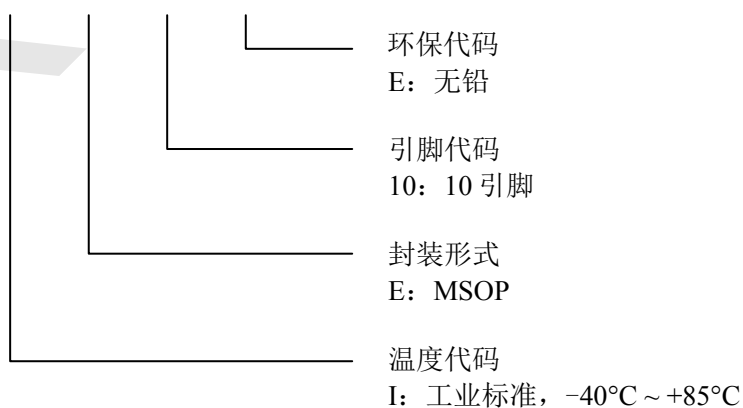 环保代码
E：无铅
引脚代码
10：10 引脚
封装形式
E：MSOP
温度代码
I：工业标准，-40°C ~ +85°C